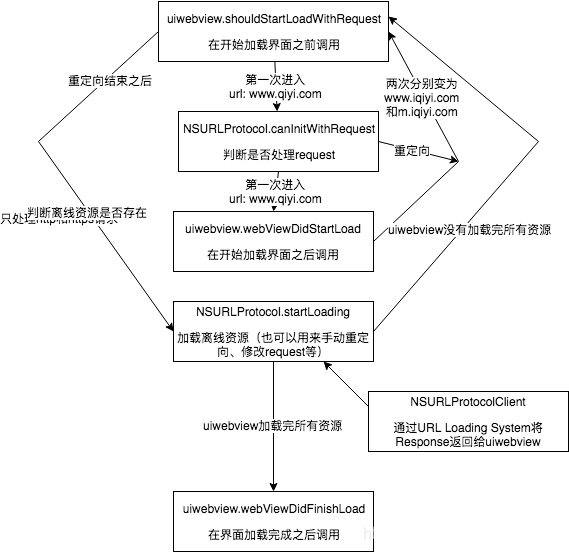 uiwebview.shouldStartLoadWithRequest
在开始加载界面之前调用
重定向结束之后
第一次进入
url: www.qiyi.com
两次分别变为
www.iqiyi.com
和m.iqiyi.com
NSURLProtocol.canInitWithRequest
判断是否处理request
重定向
第一次进入
url: www.qiyi.com
判断离线资源是否存在
只处理http和https请求
uiwebview.webViewDidStartLoad
在开始加载界面之后调用
uiwebview没有加载完所有资源
NSURLProtocol.startLoading
加载离线资源（也可以用来手动重定
向、修改request等）
NSURLProtocolClient
通过URL Loading System将
Response返回给uiwebview
uiwebview加载完所有资源
uiwebview.webViewDidFinishLoad
在界面加载完成之后调用